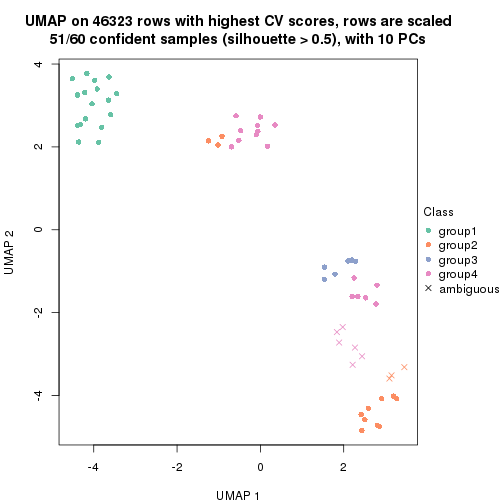 UMAP on 46323 rows with highest CV scores, rows are scaled
51/60 confident samples (silhouette > 0.5), with 10 PCs
4
2
0
-2
-4
UMAP 2
-4
-2
0
2
UMAP 1
Class
group1
group2
group3
group4
ambiguous